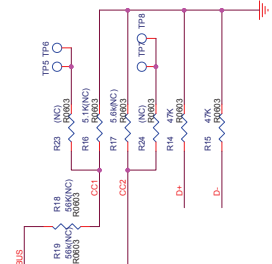 TP5 TP6
TP7 TP8
R23 (NC) R0603
R16 5.1K(NC) R0603
R17 5.6k(NC) R0603
R24 (NC) R0603
R14 47K R0603
R15 47K R0603
CC1
CC2
D+
D-
R18 56K(NC) R0603
R19 56k(NC) R0603
BUS